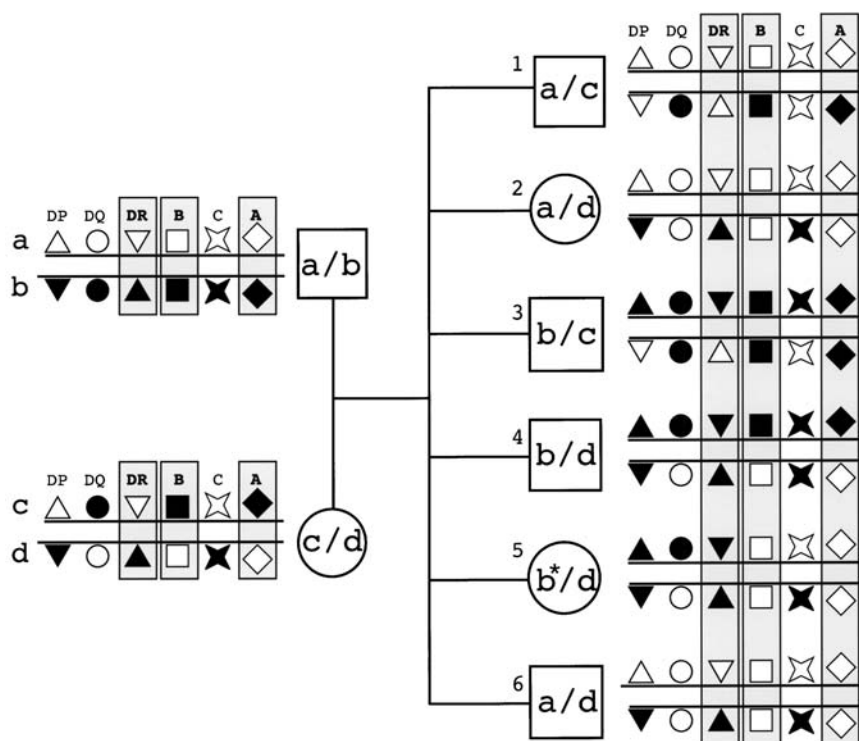 DP DQ DR B C A
1
a/c
2
a/d
DP DQ DR B C A
a
b
a/b
3
b/c
4
b/d
DP DQ DR B C A
c
d
c/d
5
b*/d
6
a/d